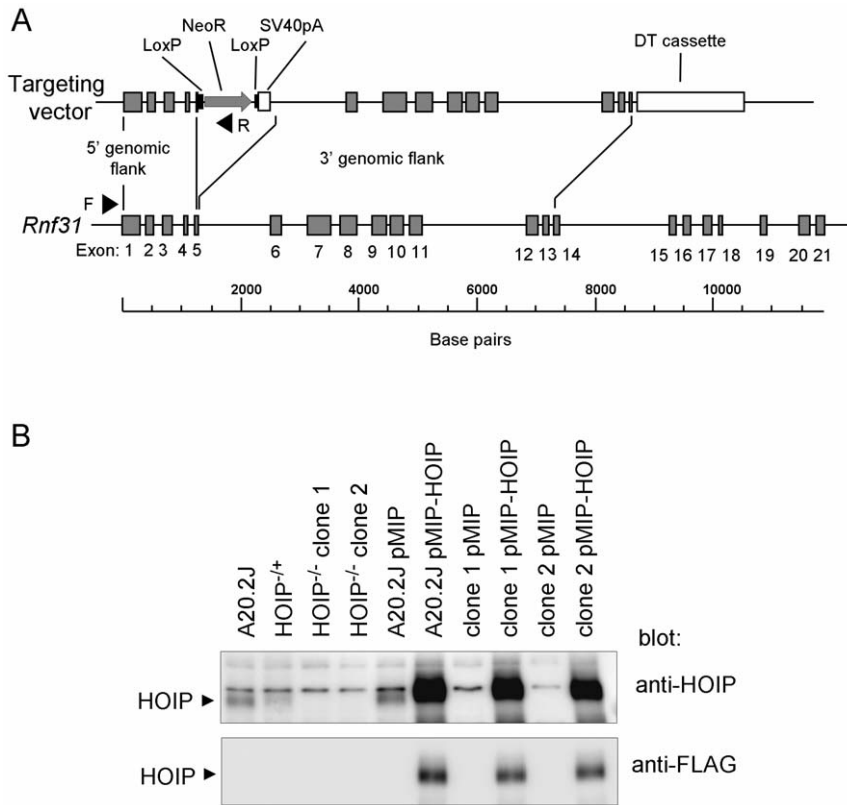 A
NeoR
SV40pA
LoxP
LoxP
DT cassette
Targeting
vector
R
5' genomic
flank
3' genomic flank
F
Rnf31
Exon: 1 2 3 4 5 6 7 8 9 10 11 12 13 14 15 16 17 18 19 20 21
2000 4000 6000 8000 10000
Base pairs
B
A20.2J
HOIP-/+
HOIP-/- clone 1
HOIP-/- clone 2
A20.2J pMIP
A20.2J pMIP-HOIP
clone 1 pMIP
clone 1 pMIP-HOIP
clone 2 pMIP
clone 2 pMIP-HOIP
blot:
HOIP
anti-HOIP
HOIP
anti-FLAG